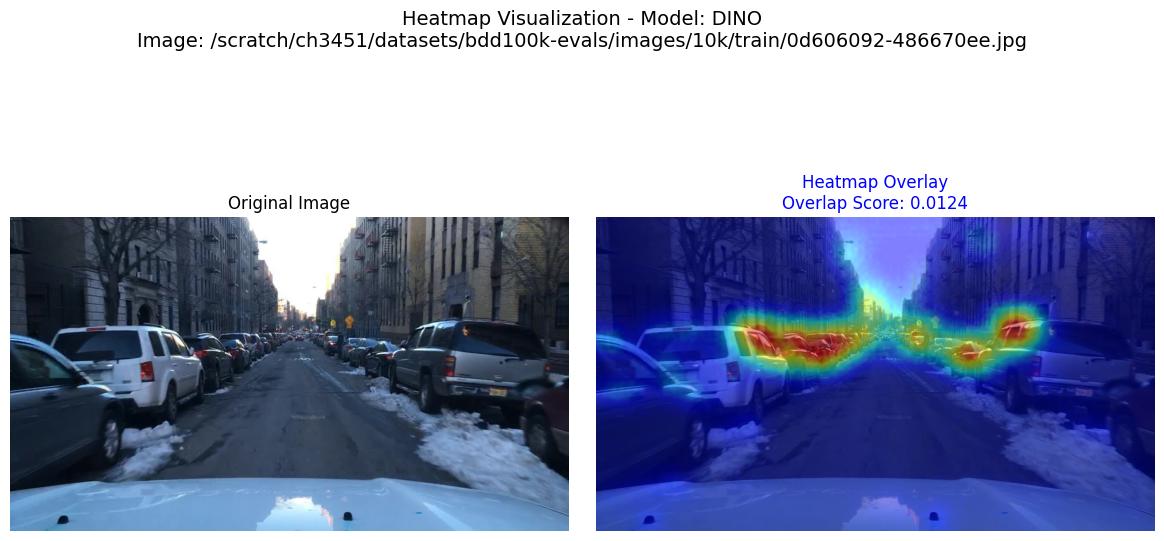 Heatmap Visualization - Model: DINO
Image: /scratch/ch3451/datasets/bdd100k-evals/images/10k/train/0d606092-486670ee.jpg
Original Image
Heatmap Overlay
Overlap Score: 0.0124